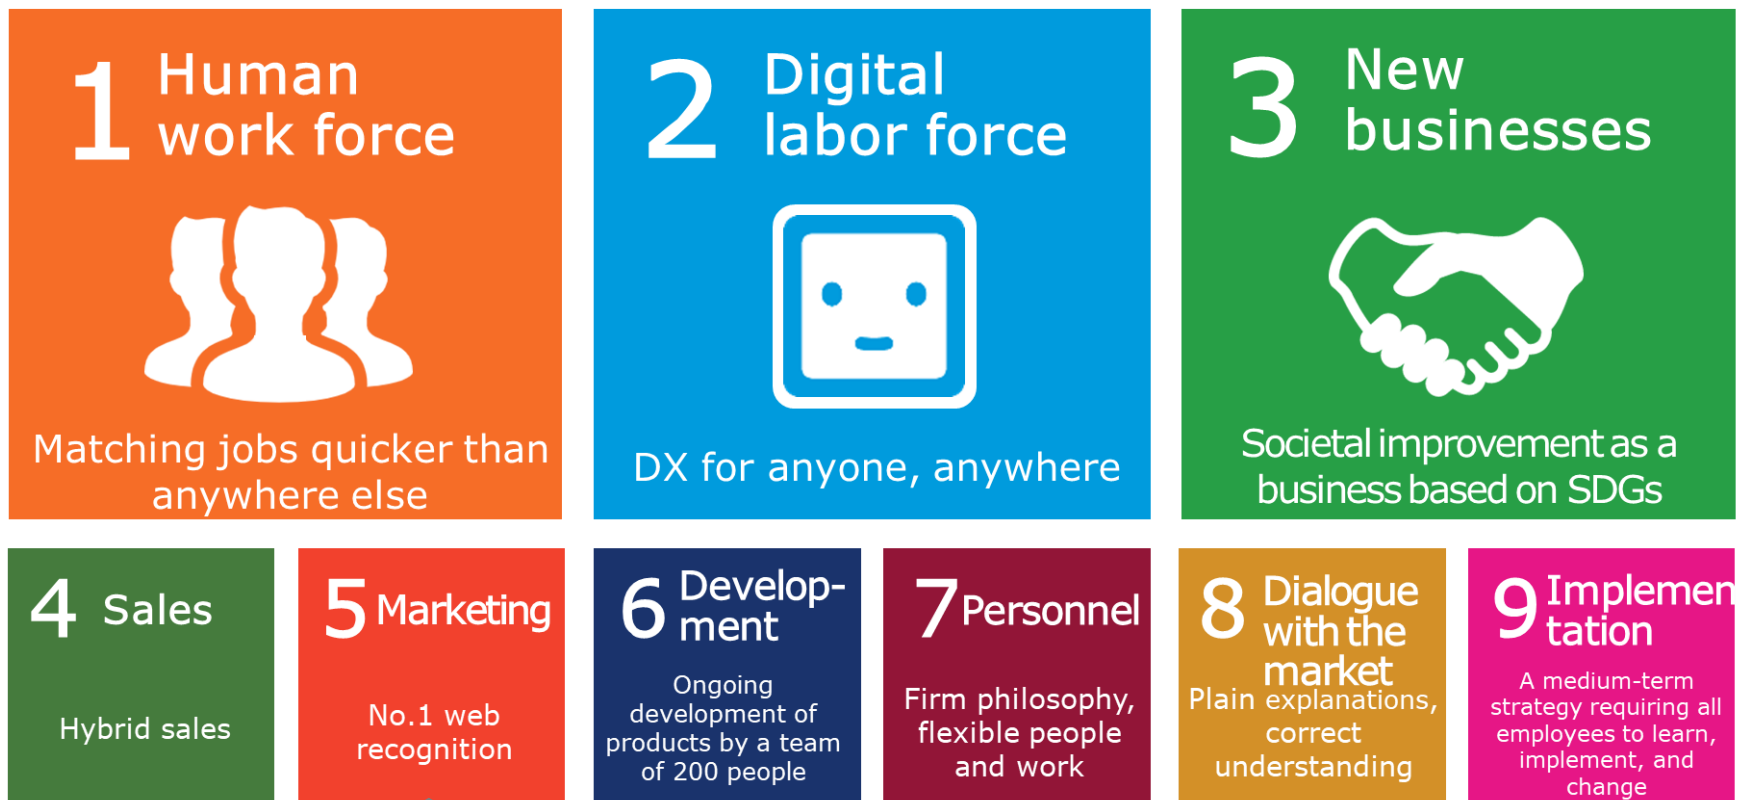 1 Human
work force
Matching jobs quicker than
anywhere else
2 Digital
labor force
DX for anyone, anywhere
3 New
businesses
Societal improvement as a
business based on SDGs
4 Sales
Hybrid sales
5 Marketing
No.1 web
recognition
6 Develop-
ment
Ongoing
development of
products by a team
of 200 people
7 Personnel
Firm philosophy,
flexible people
and work
8 Dialogue
with the
market
Plain explanations,
correct
understanding
9 Implemen
tation
A medium-term
strategy requiring all
employees to learn,
implement, and
change